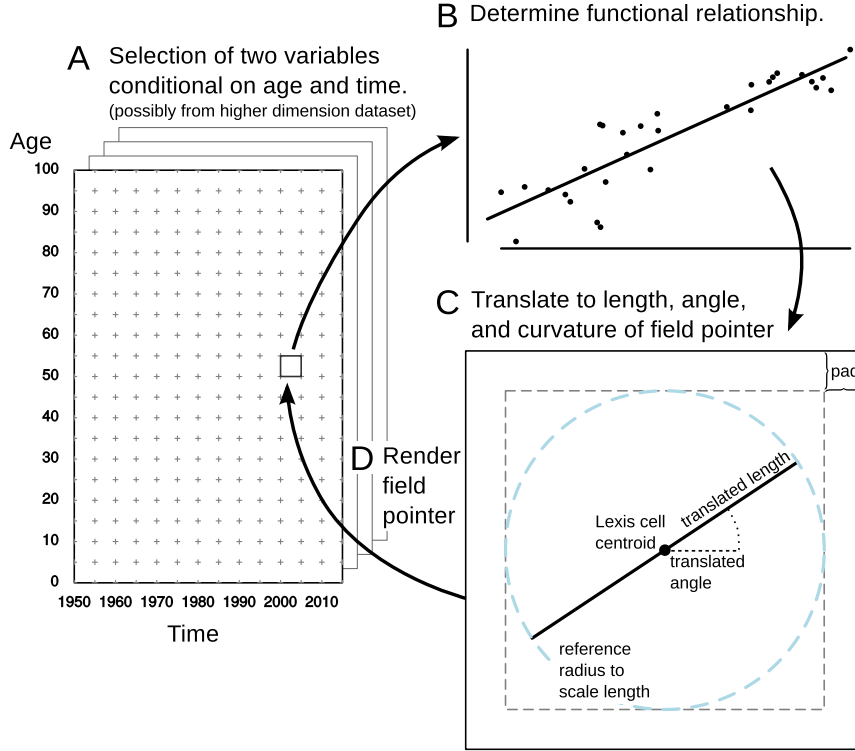 B Determine functional relationship.
A Selection of two variables
conditional on age and time.
(possibly from higher dimension dataset)
Age
100
90
80
70
60
50
40
30
20
10
0
1950 1960 1970 1980 1990 2000 2010
Time
C Translate to length, angle,
and curvature of field pointer
D Render
field
pointer
translated length
Lexis cell
centroid
translated
angle
reference
radius to
scale length